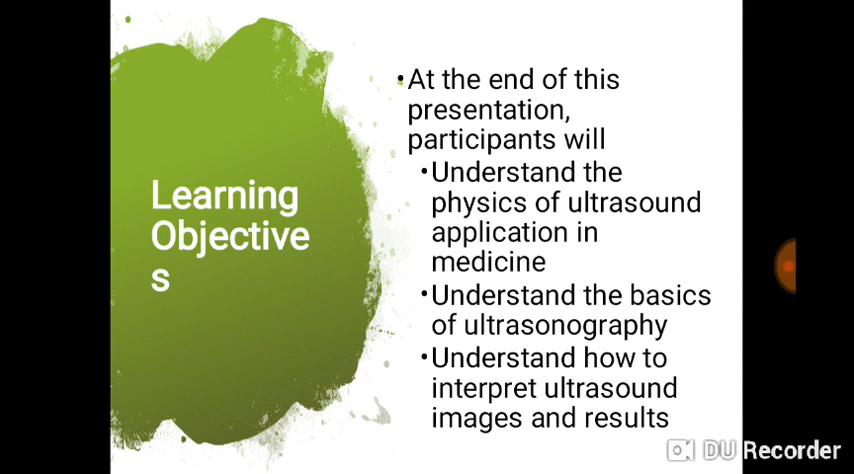 Learning
Objective
s
•At the end of this
presentation,
participants will
•Understand the
physics of ultrasound
application in
medicine
•Understand the basics
of ultrasonography
•Understand how to
interpret ultrasound
images and results
DU Recorder